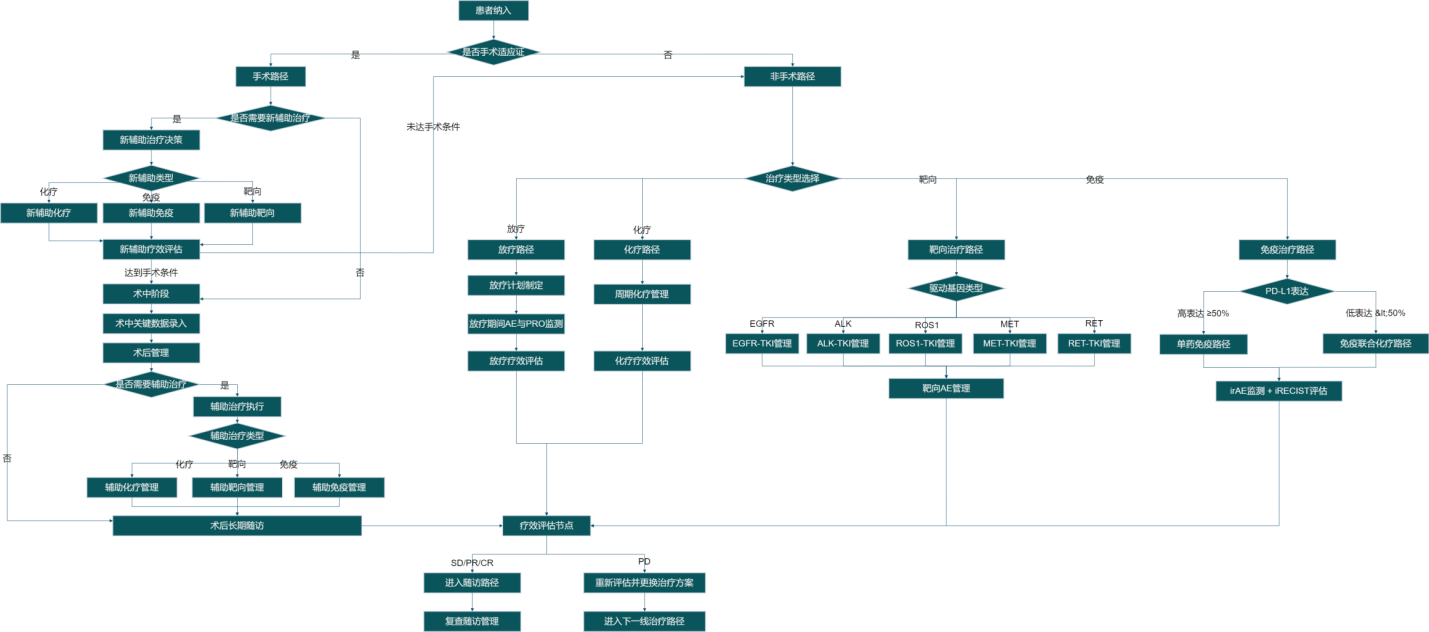 患者纳入
是否手术适应证
是
否
手术路径
非手术路径
是否需要新辅助治疗
是
未达手术条件
新辅助治疗决策
新辅助类型
治疗类型选择
靶向
免疫
化疗
免疫
靶向
新辅助化疗
新辅助免疫
新辅助靶向
放疗
化疗
新辅助疗效评估
放疗路径
化疗路径
靶向治疗路径
免疫治疗路径
达到手术条件
否
放疗计划制定
驱动基因类型
PD-L1表达
术中阶段
周期化疗管理
高表达 ≥50%
低表达 &lt;50%
术中关键数据录入
放疗期间AE与PRO监测
EGFR
ALK
ROS1
MET
RET
EGFR-TKI管理
ALK-TKI管理
ROS1-TKI管理
MET-TKI管理
RET-TKI管理
单药免疫路径
免疫联合化疗路径
术后管理
放疗疗效评估
化疗疗效评估
是否需要辅助治疗
是
靶向AE管理
irAE监测 + iRECIST评估
辅助治疗执行
辅助治疗类型
否
化疗
靶向
免疫
辅助化疗管理
辅助靶向管理
辅助免疫管理
术后长期随访
疗效评估节点
SD/PR/CR
PD
进入随访路径
重新评估并更换治疗方案
复查随访管理
进入下一线治疗路径